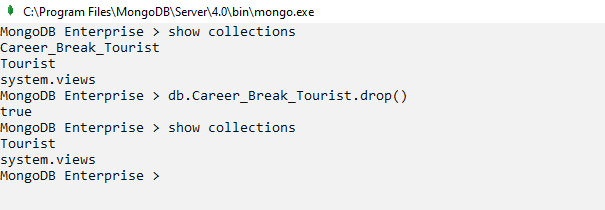 C:\Program Files\MongoDB\Server\4.0\bin\mongo.exe
MongoDB Enterprise > show collections
Career_Break_Tourist
Tourist
system.views
MongoDB Enterprise > db.Career_Break_Tourist.drop()
true
MongoDB Enterprise > show collections
Tourist
system.views
MongoDB Enterprise >